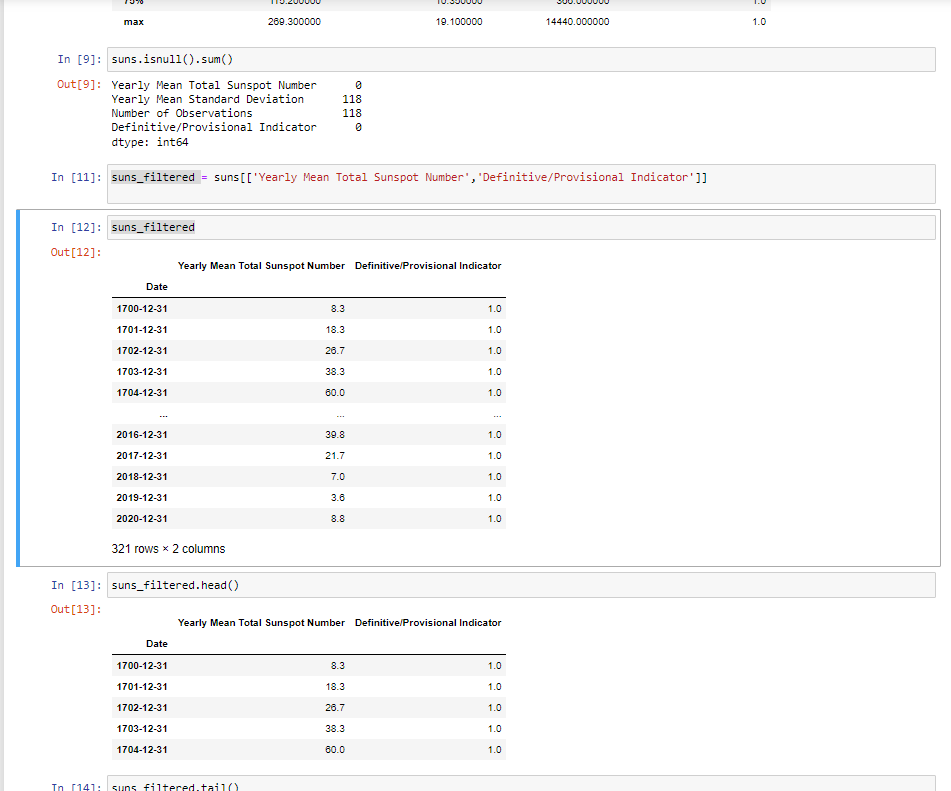 75% 115.200000 10.350000 366.000000 1.0
max 269.300000 19.100000 14440.000000 1.0
In [9]: suns.isnull().sum()
Out[9]: Yearly Mean Total Sunspot Number 0
Yearly Mean Standard Deviation 118
Number of Observations 118
Definitive/Provisional Indicator 0
dtype: int64
In [11]: suns_filtered = suns[['Yearly Mean Total Sunspot Number','Definitive/Provisional Indicator']]
In [12]: suns_filtered
Out[12]:
Yearly Mean Total Sunspot Number Definitive/Provisional Indicator
Date
1700-12-31 8.3 1.0
1701-12-31 18.3 1.0
1702-12-31 26.7 1.0
1703-12-31 38.3 1.0
1704-12-31 60.0 1.0
... ... ...
2016-12-31 39.8 1.0
2017-12-31 21.7 1.0
2018-12-31 7.0 1.0
2019-12-31 3.6 1.0
2020-12-31 8.8 1.0
321 rows × 2 columns
In [13]: suns_filtered.head()
Out[13]:
Yearly Mean Total Sunspot Number Definitive/Provisional Indicator
Date
1700-12-31 8.3 1.0
1701-12-31 18.3 1.0
1702-12-31 26.7 1.0
1703-12-31 38.3 1.0
1704-12-31 60.0 1.0
In [14]: suns_filtered.tail()